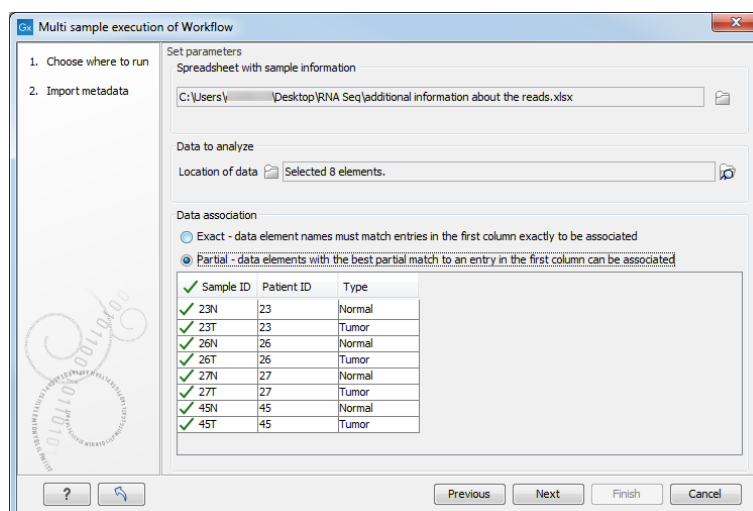 Gx Multi sample execution of Workflow
1. Choose where to run
2. Import metadata
Set parameters
Spreadsheet with sample information
C:\Users\ \Desktop\RNA Seq\additional information about the reads.xlsx
Data to analyze
Location of data Selected 8 elements.
Data association
Exact - data element names must match entries in the first column exactly to be associated
Partial - data elements with the best partial match to an entry in the first column can be associated
Sample ID Patient ID Type
23N 23 Normal
23T 23 Tumor
26N 26 Normal
26T 26 Tumor
27N 27 Normal
27T 27 Tumor
45N 45 Normal
45T 45 Tumor
? Previous Next Finish Cancel